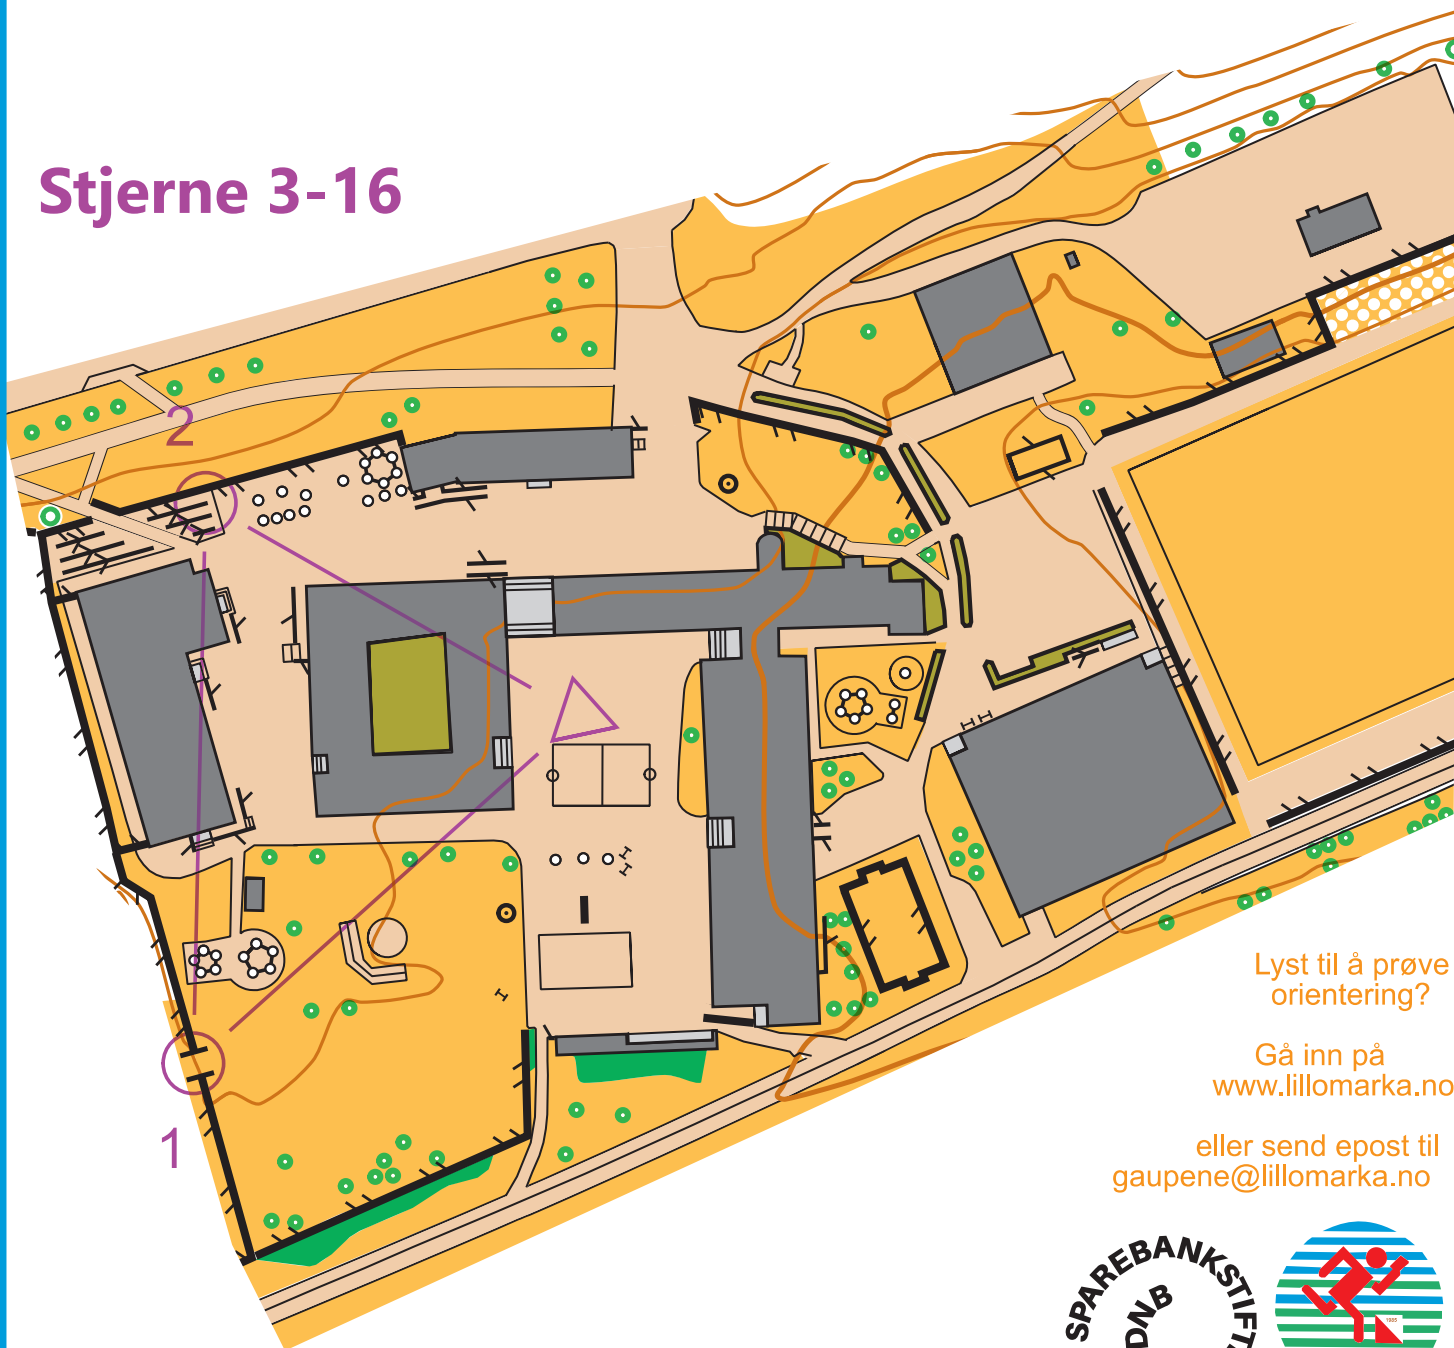 Stjerne 3-16
2
1
Lyst til å prøve
orientering?
Gå inn på
www.lillomarka.no
eller send epost til
gaupene@lillomarka.no
SPAREBANKSTIFT
DNB
1985